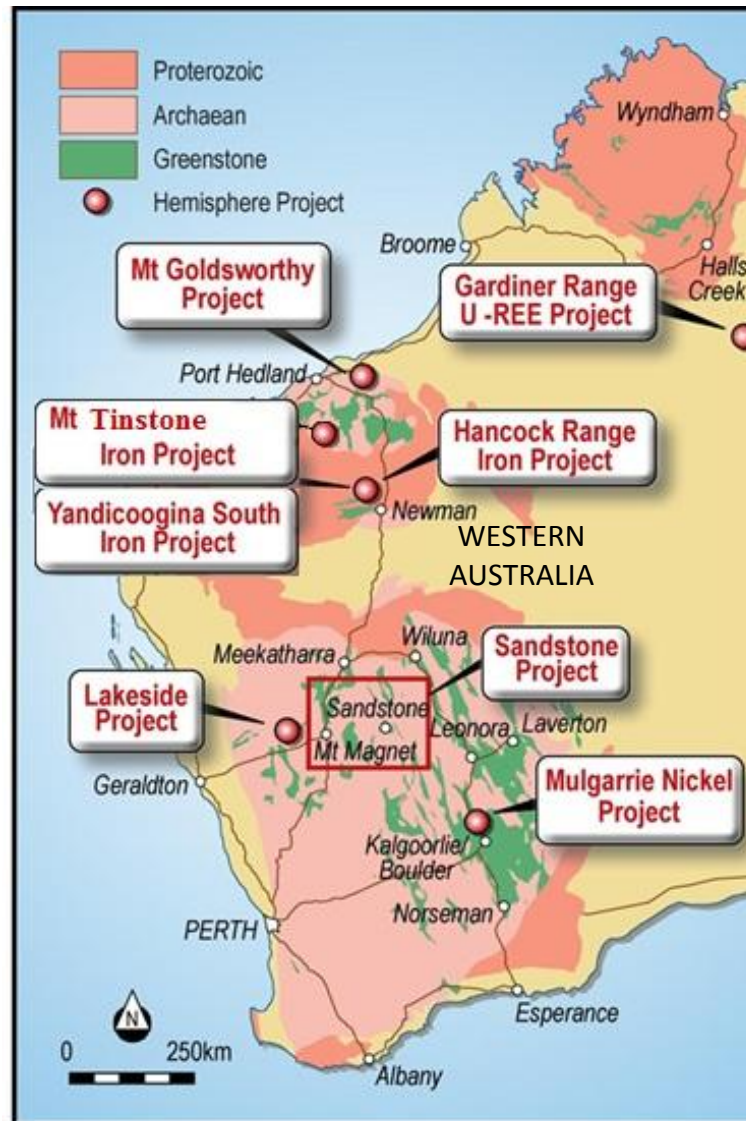 Proterozoic
Archaean
Greenstone
Hemisphere Project
Wyndham
Broome
Halls
Creek
Mt Goldsworthy
Project
Gardiner Range
U -REE Project
Port Hedland
Mt Tinstone
Iron Project
Hancock Range
Iron Project
Yandicoogina South
Iron Project
Newman
WESTERN
AUSTRALIA
Meekatharra
Wiluna
Sandstone
Project
Lakeside
Project
Sandstone
Leonora
Laverton
Mt Magnet
Geraldton
Mulgarrie Nickel
Project
Kalgoorlie/
Boulder
Norseman
PERTH
Esperance
N
0 250km
Albany